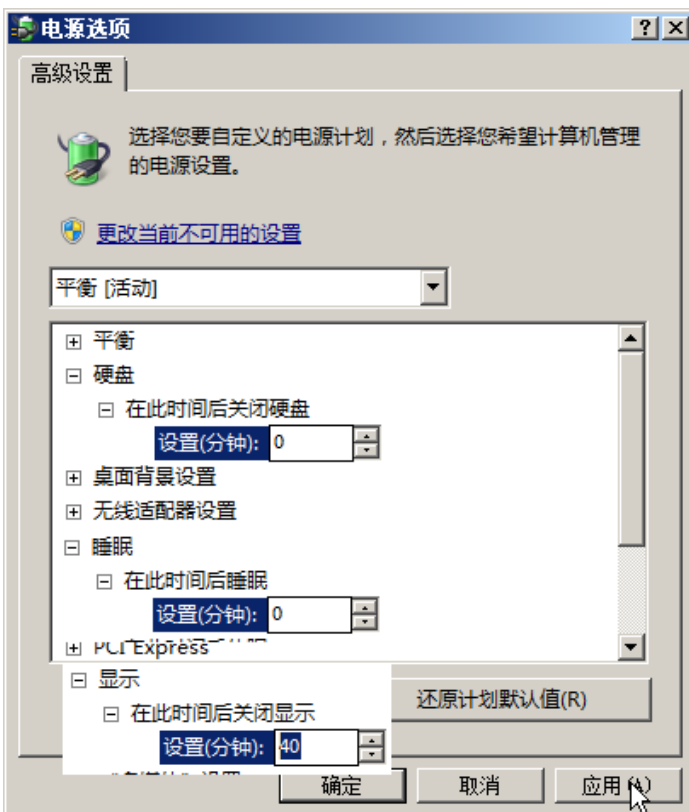 电源选项
高级设置
选择您要自定义的电源计划，然后选择您希望计算机管理
的电源设置。
更改当前不可用的设置
平衡 [活动]
平衡
硬盘
在此时间后关闭硬盘
设置(分钟): 0
桌面背景设置
无线适配器设置
睡眠
在此时间后睡眠
设置(分钟): 0
PCI Express
显示
在此时间后关闭显示
设置(分钟): 40
还原计划默认值(R)
确定
取消
应用(A)